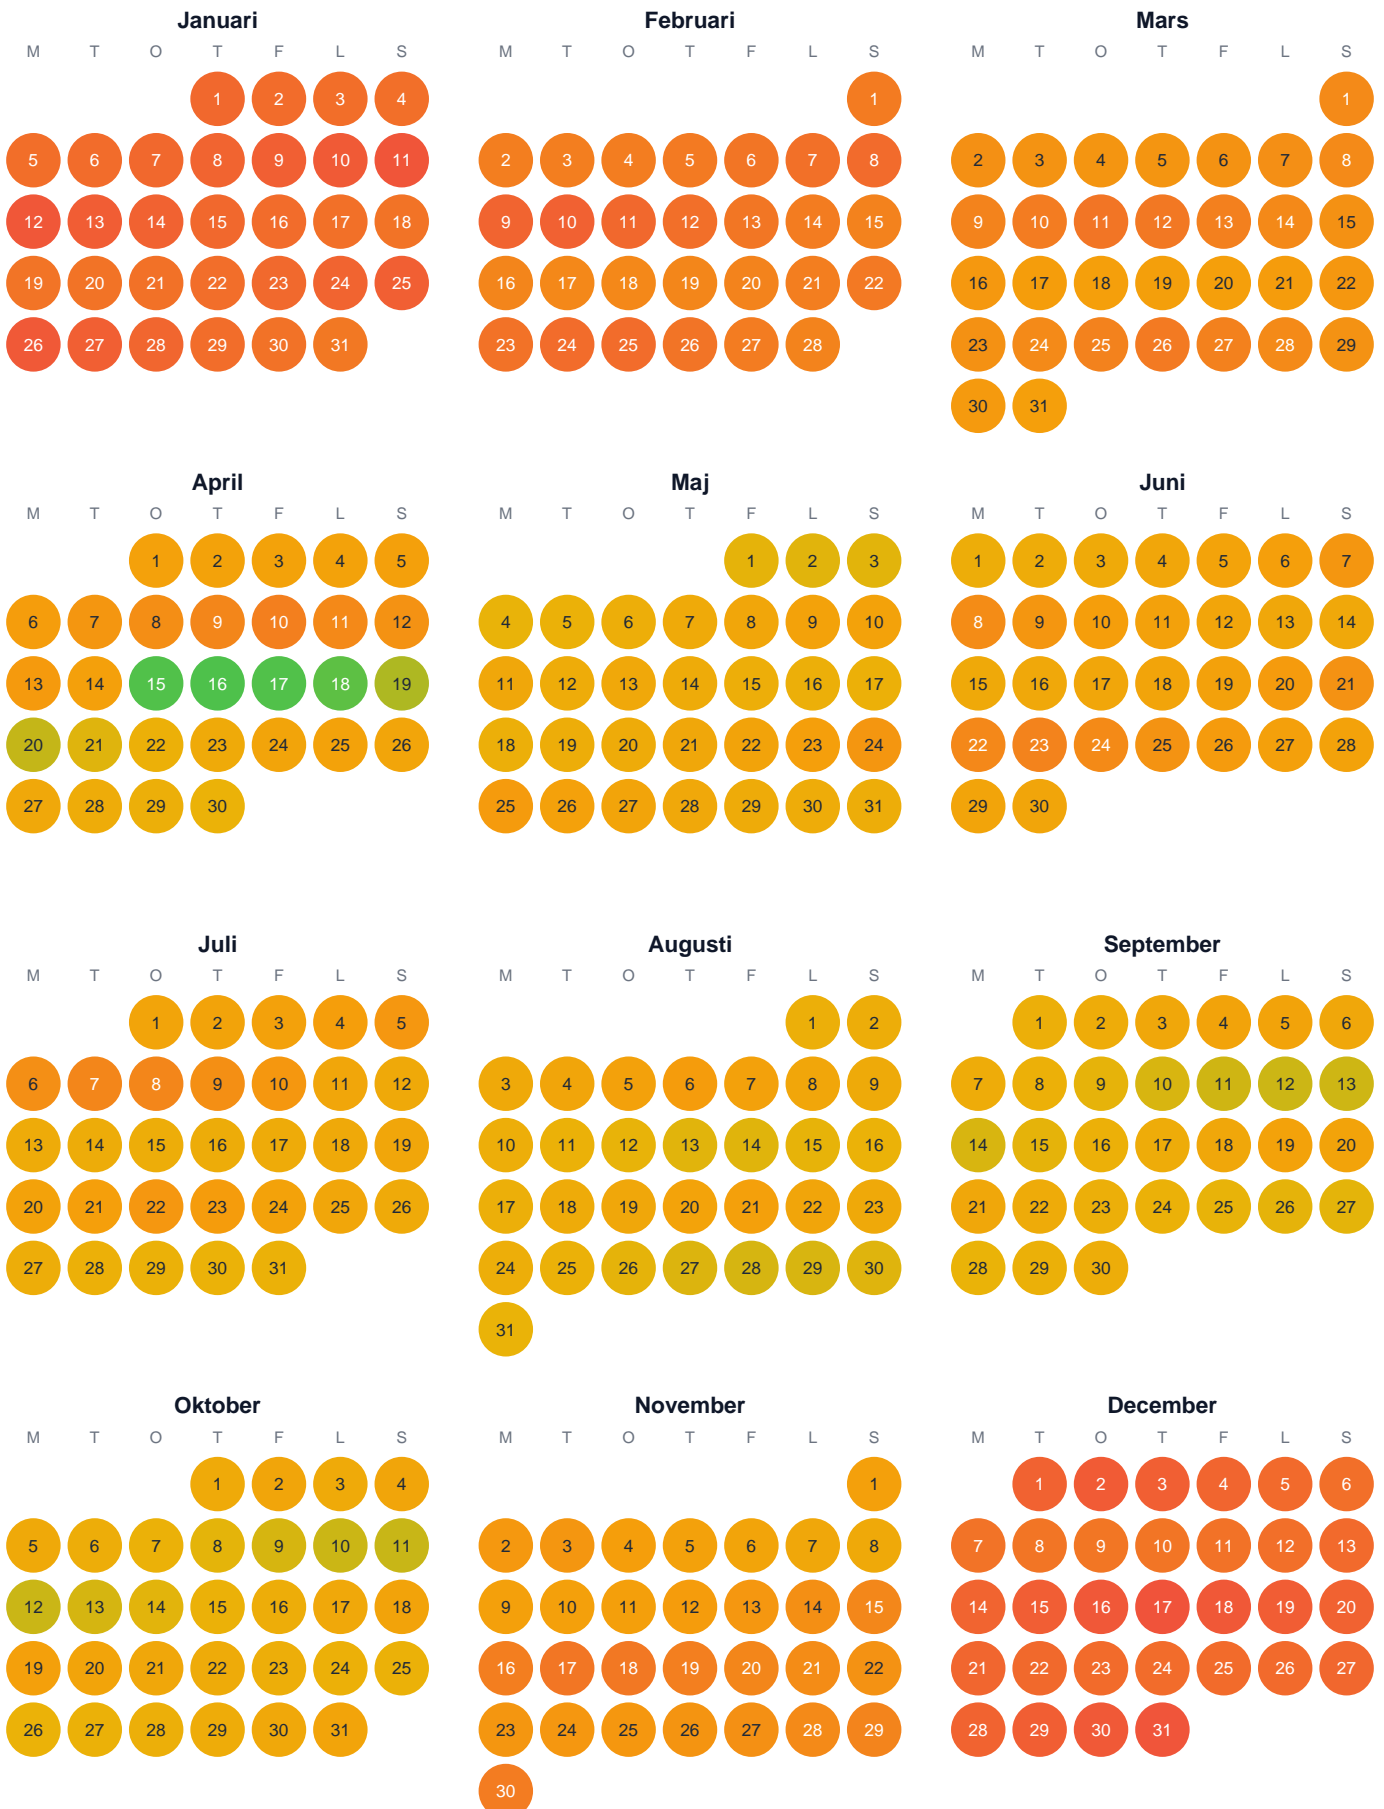 Januari Februari Mars
M T O T F L S M T O T F L S M T O T F L S
1 2 3 4 1 1
5 6 7 8 9 10 11 2 3 4 5 6 7 8 2 3 4 5 6 7 8
12 13 14 15 16 17 18 9 10 11 12 13 14 15 9 10 11 12 13 14 15
19 20 21 22 23 24 25 16 17 18 19 20 21 22 16 17 18 19 20 21 22
26 27 28 29 30 31 23 24 25 26 27 28 23 24 25 26 27 28 29
30 31
April Maj Juni
M T O T F L S M T O T F L S M T O T F L S
1 2 3 4 5 1 2 3 1 2 3 4 5 6 7
6 7 8 9 10 11 12 4 5 6 7 8 9 10 8 9 10 11 12 13 14
13 14 15 16 17 18 19 11 12 13 14 15 16 17 15 16 17 18 19 20 21
20 21 22 23 24 25 26 18 19 20 21 22 23 24 22 23 24 25 26 27 28
27 28 29 30 25 26 27 28 29 30 31 29 30
Juli Augusti September
M T O T F L S M T O T F L S M T O T F L S
1 2 3 4 5 1 2 1 2 3 4 5 6
6 7 8 9 10 11 12 3 4 5 6 7 8 9 7 8 9 10 11 12 13
13 14 15 16 17 18 19 10 11 12 13 14 15 16 14 15 16 17 18 19 20
20 21 22 23 24 25 26 17 18 19 20 21 22 23 21 22 23 24 25 26 27
27 28 29 30 31 24 25 26 27 28 29 30 28 29 30
31
Oktober November December
M T O T F L S M T O T F L S M T O T F L S
1 2 3 4 1 1 2 3 4 5 6
5 6 7 8 9 10 11 2 3 4 5 6 7 8 7 8 9 10 11 12 13
12 13 14 15 16 17 18 9 10 11 12 13 14 15 14 15 16 17 18 19 20
19 20 21 22 23 24 25 16 17 18 19 20 21 22 21 22 23 24 25 26 27
26 27 28 29 30 31 23 24 25 26 27 28 29 28 29 30 31
30